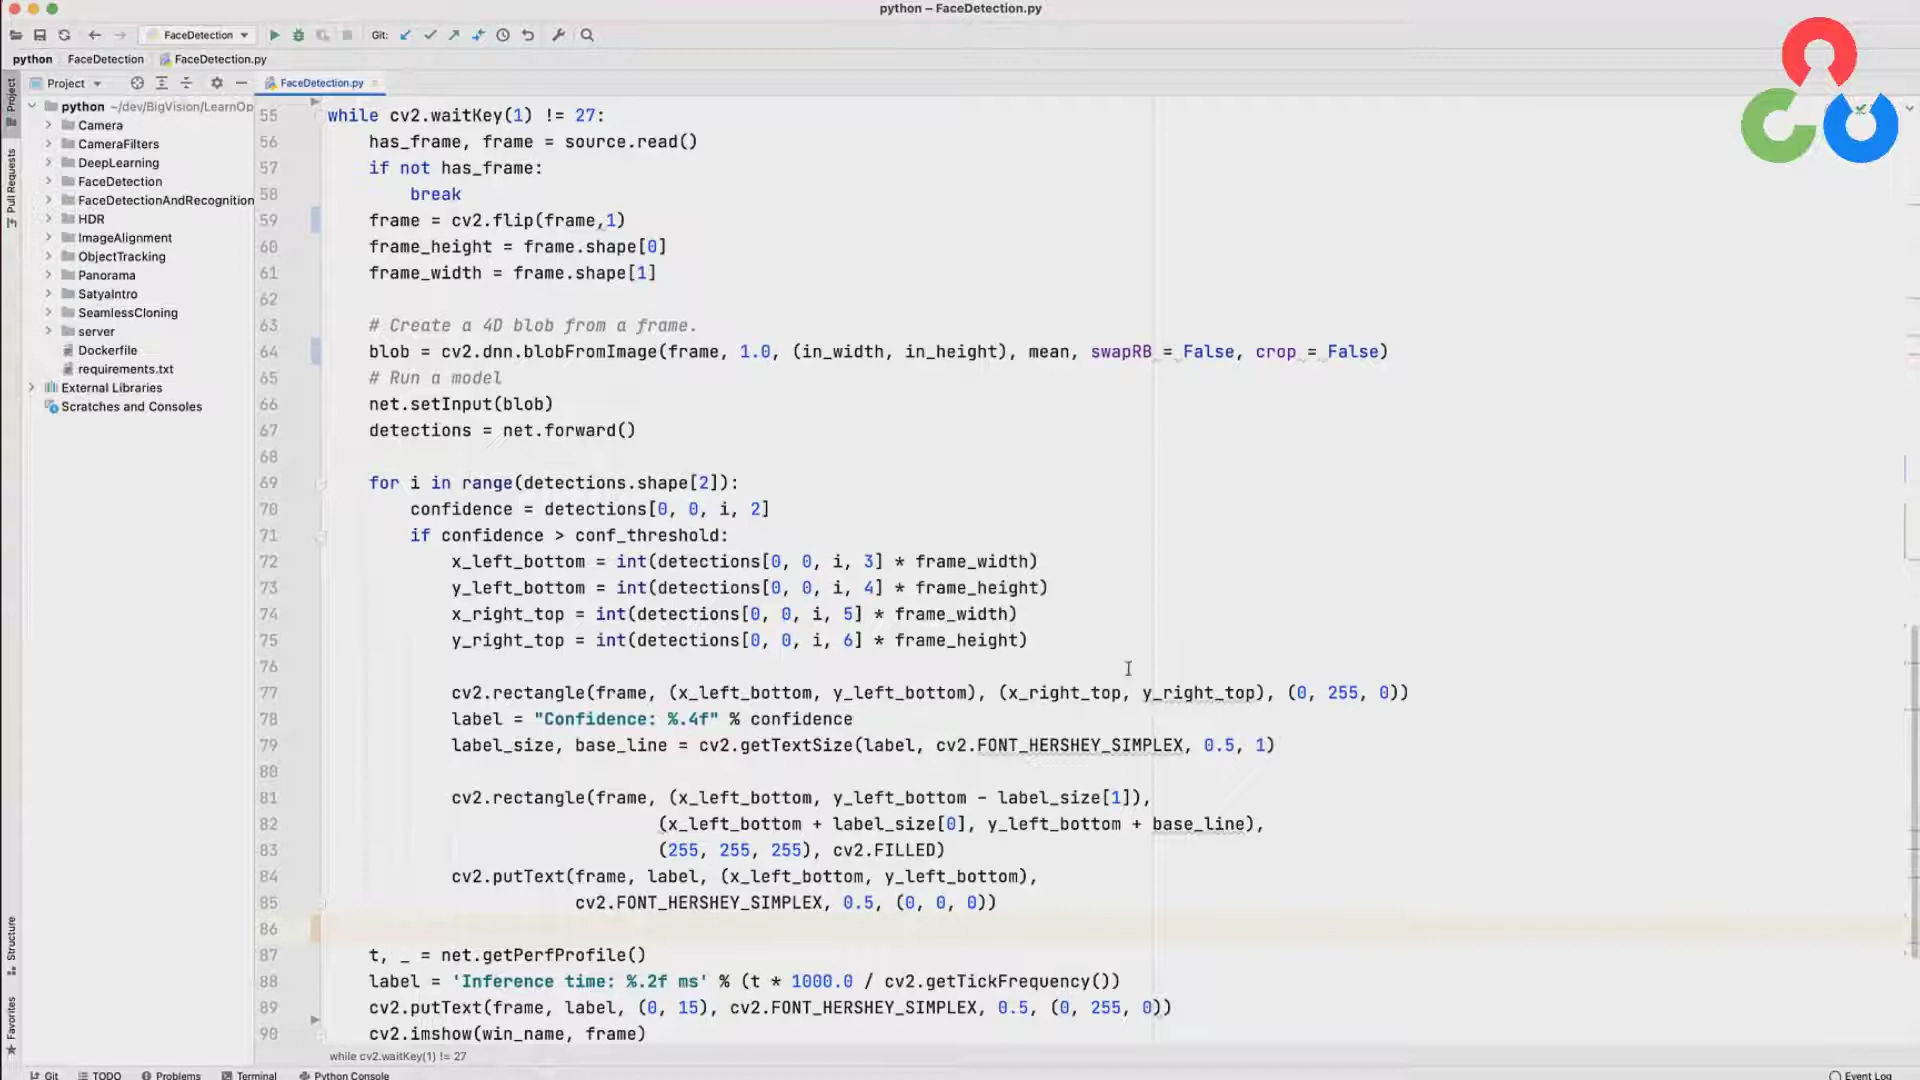 python – FaceDetection.py
FaceDetection
Git:
python FaceDetection FaceDetection.py
Project
FaceDetection.py
Project
Pull Requests
Structure
Favorites
python ~/dev/BigVision/LearnOp
Camera
CameraFilters
DeepLearning
FaceDetection
FaceDetectionAndRecognition
HDR
ImageAlignment
ObjectTracking
Panorama
SatyaIntro
SeamlessCloning
server
Dockerfile
requirements.txt
External Libraries
Scratches and Consoles
55 while cv2.waitKey(1) != 27:
56 has_frame, frame = source.read()
57 if not has_frame:
58 break
59 frame = cv2.flip(frame,1)
60 frame_height = frame.shape[0]
61 frame_width = frame.shape[1]
62
63 # Create a 4D blob from a frame.
64 blob = cv2.dnn.blobFromImage(frame, 1.0, (in_width, in_height), mean, swapRB = False, crop = False)
65 # Run a model
66 net.setInput(blob)
67 detections = net.forward()
68
69 for i in range(detections.shape[2]):
70 confidence = detections[0, 0, i, 2]
71 if confidence > conf_threshold:
72 x_left_bottom = int(detections[0, 0, i, 3] * frame_width)
73 y_left_bottom = int(detections[0, 0, i, 4] * frame_height)
74 x_right_top = int(detections[0, 0, i, 5] * frame_width)
75 y_right_top = int(detections[0, 0, i, 6] * frame_height)
76
77 cv2.rectangle(frame, (x_left_bottom, y_left_bottom), (x_right_top, y_right_top), (0, 255, 0))
78 label = "Confidence: %.4f" % confidence
79 label_size, base_line = cv2.getTextSize(label, cv2.FONT_HERSHEY_SIMPLEX, 0.5, 1)
80
81 cv2.rectangle(frame, (x_left_bottom, y_left_bottom - label_size[1]),
82 (x_left_bottom + label_size[0], y_left_bottom + base_line),
83 (255, 255, 255), cv2.FILLED)
84 cv2.putText(frame, label, (x_left_bottom, y_left_bottom),
85 cv2.FONT_HERSHEY_SIMPLEX, 0.5, (0, 0, 0))
86
87 t, _ = net.getPerfProfile()
88 label = 'Inference time: %.2f ms' % (t * 1000.0 / cv2.getTickFrequency())
89 cv2.putText(frame, label, (0, 15), cv2.FONT_HERSHEY_SIMPLEX, 0.5, (0, 255, 0))
90 cv2.imshow(win_name, frame)
while cv2.waitKey(1) != 27
Git TODO Problems Terminal Python Console Event Log